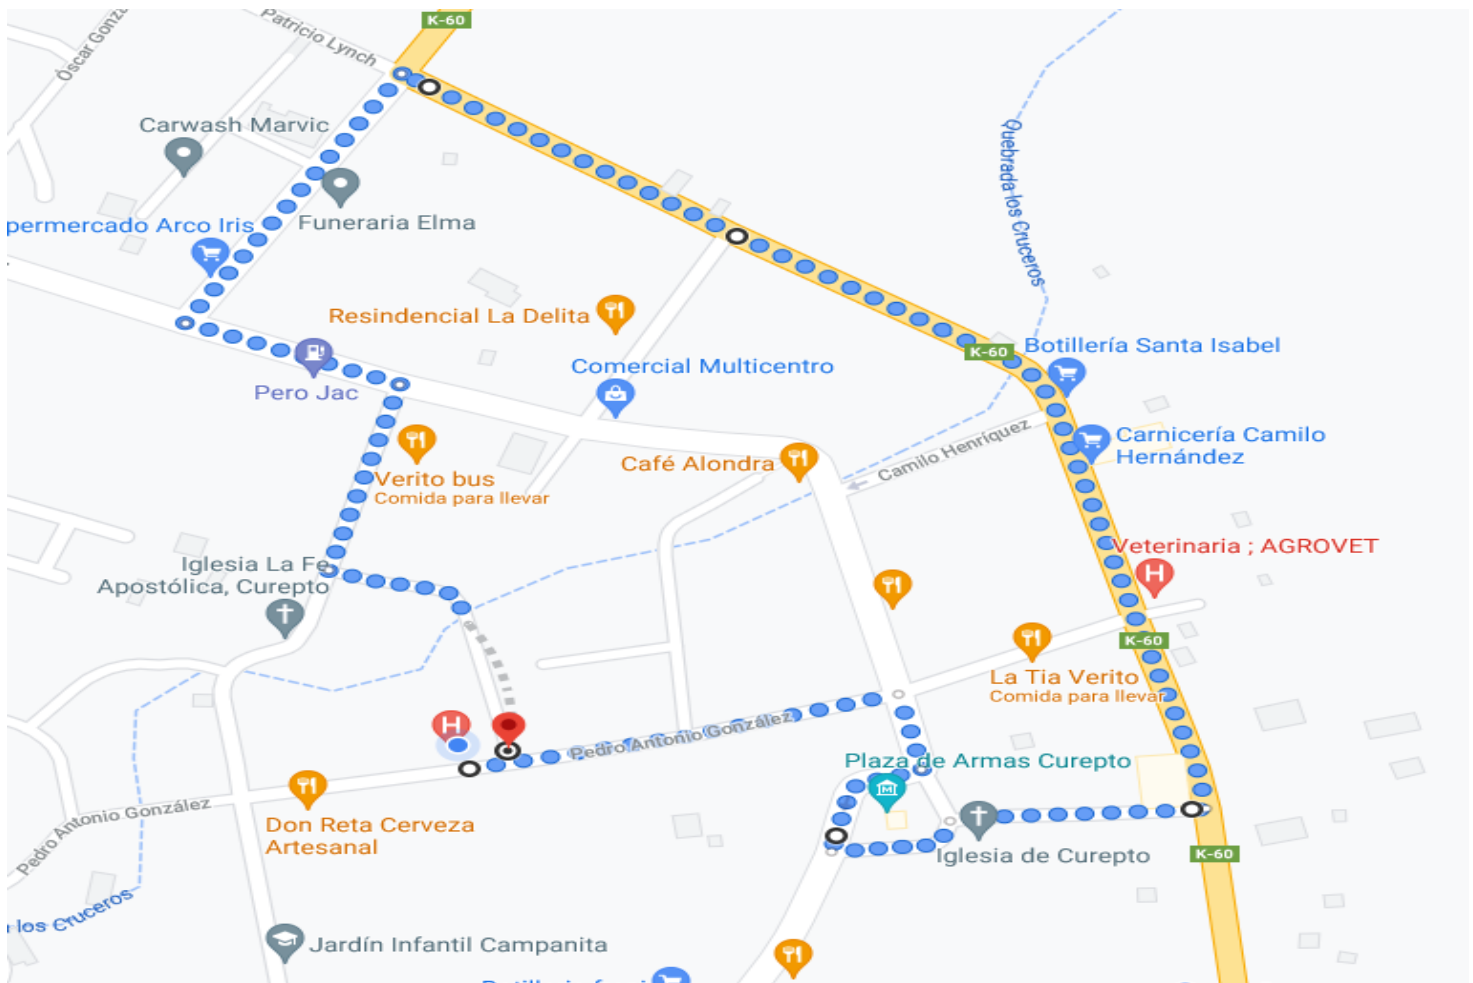 K-60
Patricio Lynch
Óscar Gonza
Carwash Marvic
Quebrada los Cruceros
permercado Arco Iris
Funeraria Elma
Resindencial La Delita
K-60
Botillería Santa Isabel
Comercial Multicentro
Pero Jac
Camilo Henríquez
Carnicería Camilo
Hernández
Café Alondra
Verito bus
Comida para llevar
Veterinaria ; AGROVET
H
Iglesia La Fe
Apostólica, Curepto
K-60
La Tia Verito
Comida para llevar
H
Pedro Antonio González
Plaza de Armas Curepto
M
Pedro Antonio González
Don Reta Cerveza
Artesanal
Iglesia de Curepto
K-60
los Cruceros
Jardín Infantil Campanita